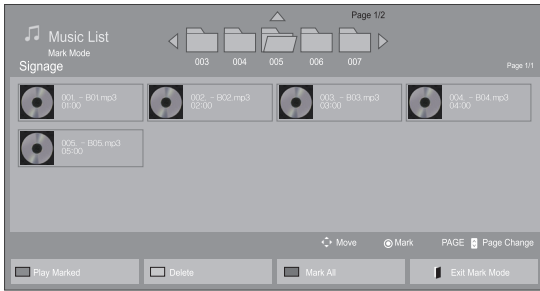 Page 1/2
Music List
Mark Mode
Signage
003 004 005 006 007
Page 1/1
001. - B01.mp3
01:00
002. - B02.mp3
02:00
003. - B03.mp3
03:00
004. - B04.mp3
04:00
005. - B05.mp3
05:00
Move
Mark
PAGE
Page Change
Play Marked
Delete
Mark All
Exit Mark Mode